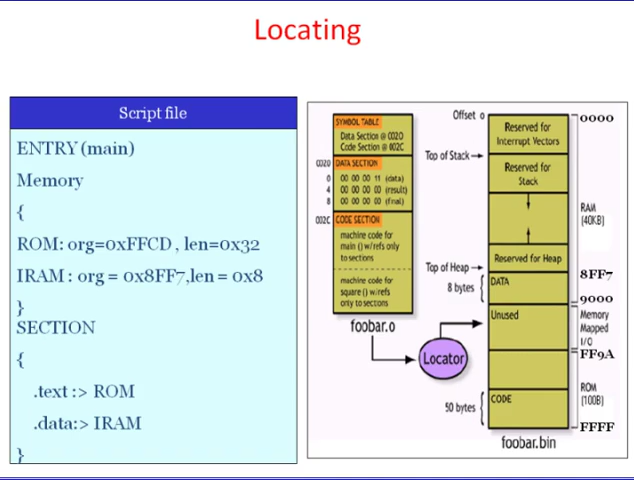 Locating
Script file
ENTRY (main)
Memory
{
ROM: org=0xFFCD , len=0x32
IRAM : org = 0x8FF7,len = 0x8
}
SECTION
{
.text :> ROM
.data:> IRAM
}
SYMBOL TABLE
Data Section @ 0020
Code Section @ 002C
0020 DATA SECTION
0 00 00 00 11 (data)
4 00 00 00 00 (result)
8 00 00 00 00 (final)
002C CODE SECTION
machine code for
main () w/refs only
to sections
machine code for
square () w/refs
only to sections
foobar.o
Locator
Offset 0
Top of Stack
Top of Heap
8 bytes
50 bytes
Reserved for
Interrupt Vectors
Reserved for
Stack
Reserved for Heap
DATA
Unused
CODE
foobar.bin
0000
RAM
(40KB)
8FF7
9000
Memory
Mapped
I/O
FF9A
ROM
(100B)
FFFF